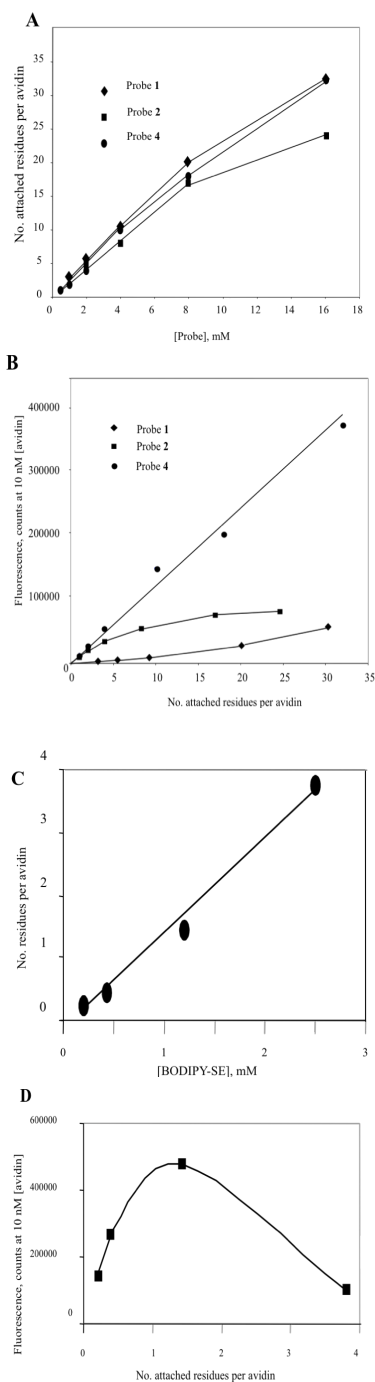 A
35
30
25
20
15
10
5
0
Probe 1
Probe 2
Probe 4
No. attached residues per avidin
0 2 4 6 8 10 12 14 16 18
[Probe], mM
B
400000
300000
200000
100000
0
Probe 1
Probe 2
Probe 4
Fluorescence, counts at 10 nM [avidin]
0 5 10 15 20 25 30 35
No. attached residues per avidin
C
4
3
2
1
0
No. residues per avidin
0 1 2 3
[BODIPY-SE], mM
D
600000
400000
200000
0
Fluorescence, counts at 10 nM [avidin]
0 1 2 3 4
No. attached residues per avidin